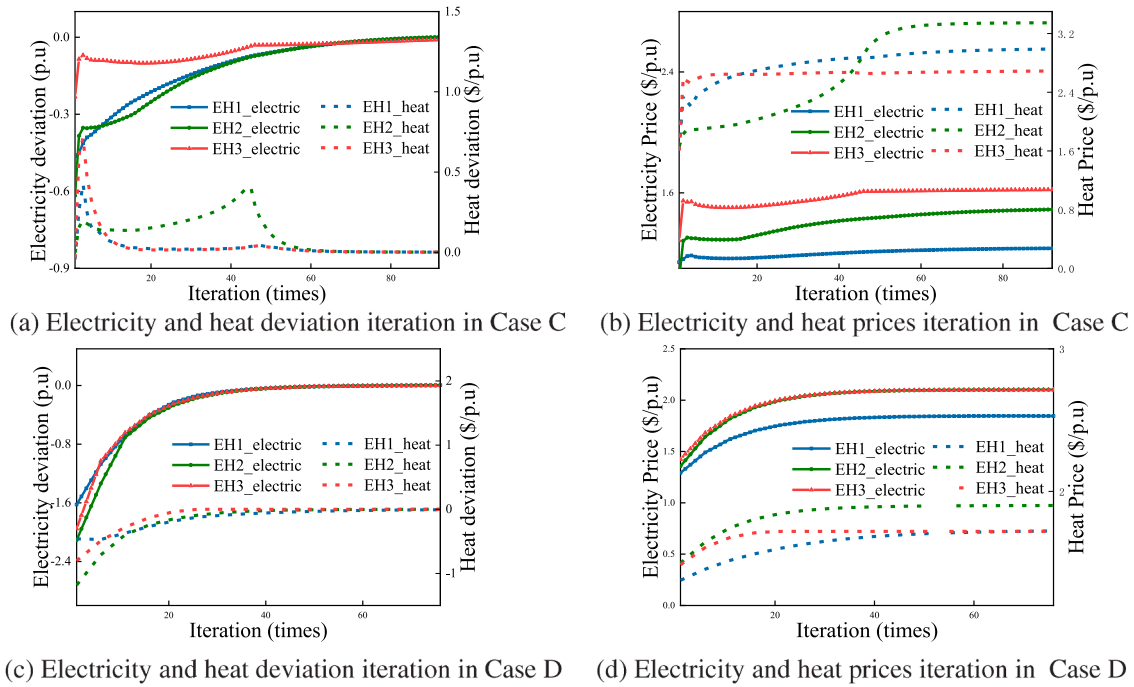 0.0
-0.3
-0.6
-0.9
Electricity deviation (p.u)
1.5
1.0
0.5
0.0
Heat deviation ($/p.u)
EH1_electric EH1_heat
EH2_electric EH2_heat
EH3_electric EH3_heat
20 40 60 80
Iteration (times)
(a) Electricity and heat deviation iteration in Case C
2.4
1.6
Electricity Price ($/p.u)
3.2
2.4
1.6
0.8
0.0
Heat Price ($/p.u)
EH1_electric EH1_heat
EH2_electric EH2_heat
EH3_electric EH3_heat
20 40 60 80
Iteration (times)
(b) Electricity and heat prices iteration in Case C
0.0
-0.8
-1.6
-2.4
Electricity deviation (p.u)
2
1
0
-1
Heat deviation ($/p.u)
EH1_electric EH1_heat
EH2_electric EH2_heat
EH3_electric EH3_heat
20 40 60
Iteration (times)
(c) Electricity and heat deviation iteration in Case D
2.5
2.0
1.5
1.0
0.5
0.0
Electricity Price ($/p.u)
3
2
Heat Price ($/p.u)
EH1_electric EH1_heat
EH2_electric EH2_heat
EH3_electric EH3_heat
20 40 60
Iteration (times)
(d) Electricity and heat prices iteration in Case D